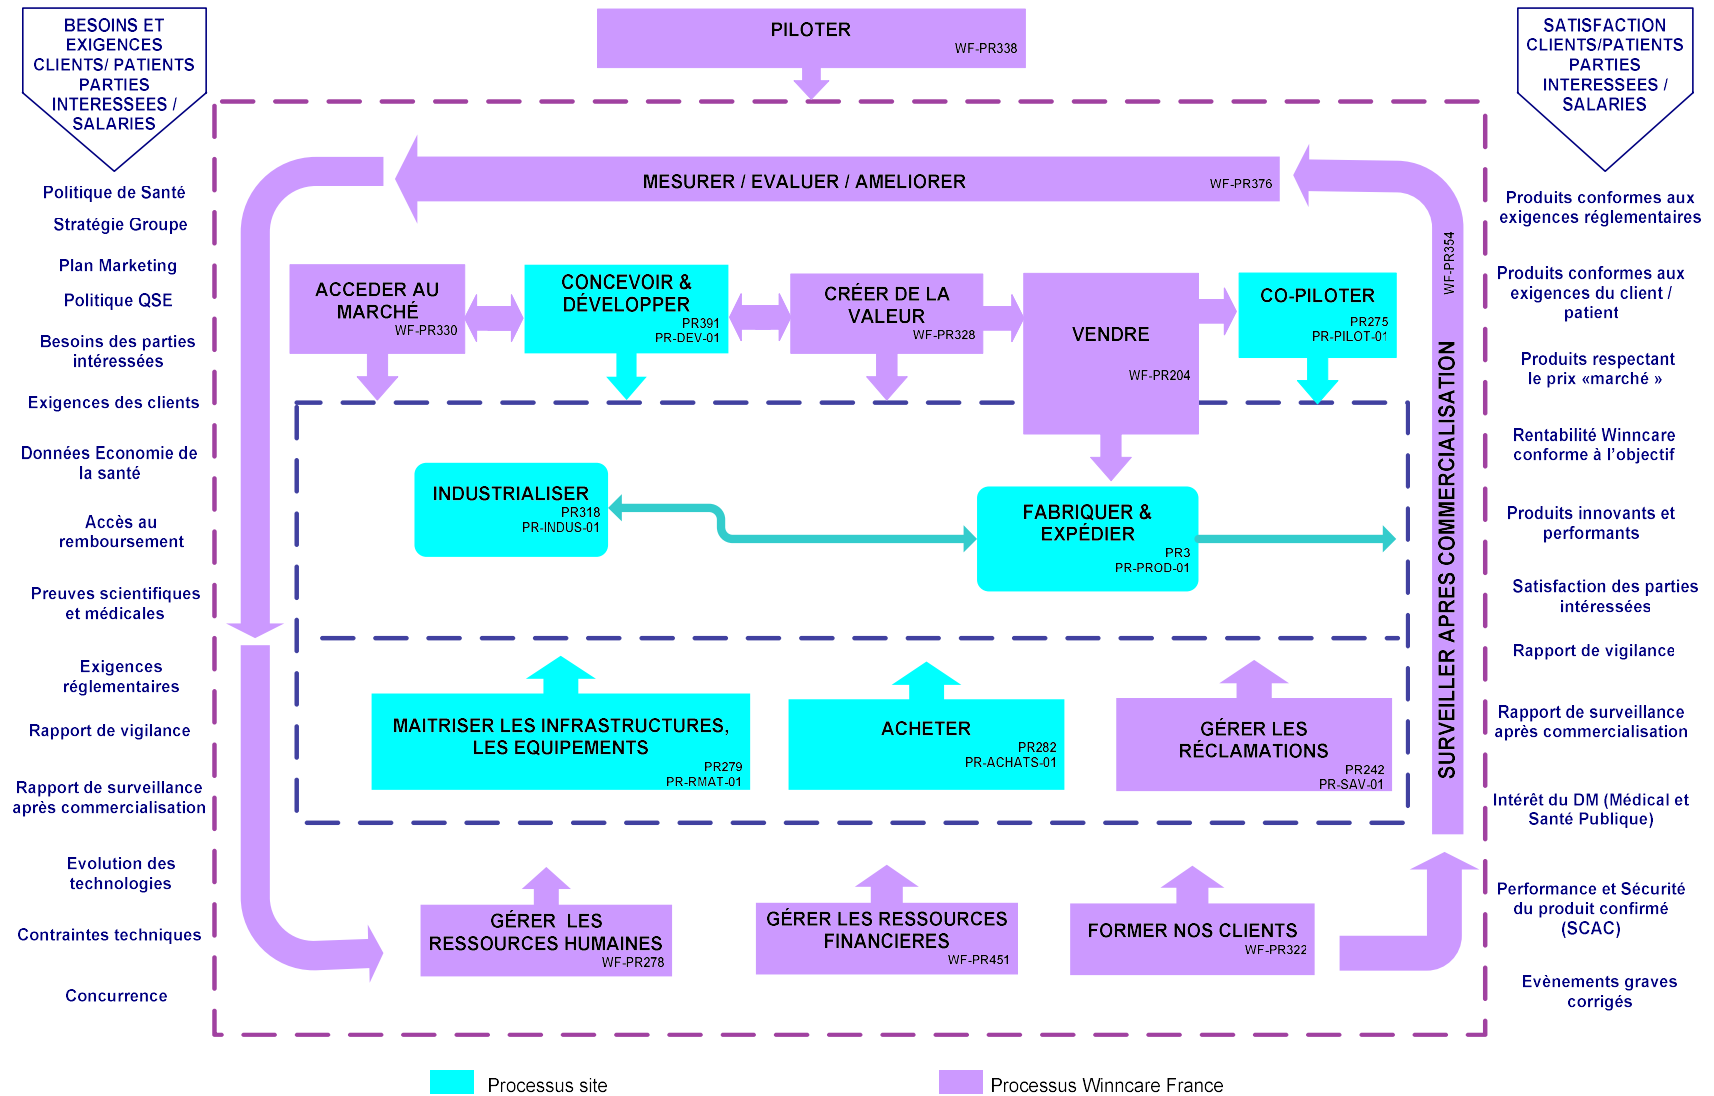 BESOINS ET
EXIGENCES
CLIENTS/ PATIENTS
PARTIES
INTERESSEES /
SALARIES
PILOTER
WF-PR338
SATISFACTION
CLIENTS/PATIENTS
PARTIES
INTERESSEES /
SALARIES
Politique de Santé
Stratégie Groupe
Plan Marketing
Politique QSE
Besoins des parties
intéressées
Exigences des clients
Données Economie de
la santé
Accès au
remboursement
Preuves scientifiques
et médicales
Exigences
réglementaires
Rapport de vigilance
Rapport de surveillance
après commercialisation
Evolution des
technologies
Contraintes techniques
Concurrence
MESURER / EVALUER / AMELIORER
WF-PR376
ACCEDER AU
MARCHÉ
WF-PR330
CONCEVOIR &
DÉVELOPPER
PR391
PR-DEV-01
CRÉER DE LA
VALEUR
WF-PR328
VENDRE
WF-PR204
CO-PILOTER
PR275
PR-PILOT-01
INDUSTRIALISER
PR318
PR-INDUS-01
FABRIQUER &
EXPÉDIER
PR3
PR-PROD-01
MAITRISER LES INFRASTRUCTURES,
LES EQUIPEMENTS
PR279
PR-RMAT-01
ACHETER
PR282
PR-ACHATS-01
GÉRER LES
RÉCLAMATIONS
PR242
PR-SAV-01
GÉRER  LES
RESSOURCES HUMAINES
WF-PR278
GÉRER LES RESSOURCES
FINANCIERES
WF-PR451
FORMER NOS CLIENTS
WF-PR322
SURVEILLER APRES COMMERCIALISATION
WF-PR354
Produits conformes aux
exigences réglementaires
Produits conformes aux
exigences du client /
patient
Produits respectant
le prix «marché »
Rentabilité Winncare
conforme à l'objectif
Produits innovants et
performants
Satisfaction des parties
intéressées
Rapport de vigilance
Rapport de surveillance
après commercialisation
Intérêt du DM (Médical et
Santé Publique)
Performance et Sécurité
du produit confirmé
(SCAC)
Evènements graves
corrigés
Processus site
Processus Winncare France